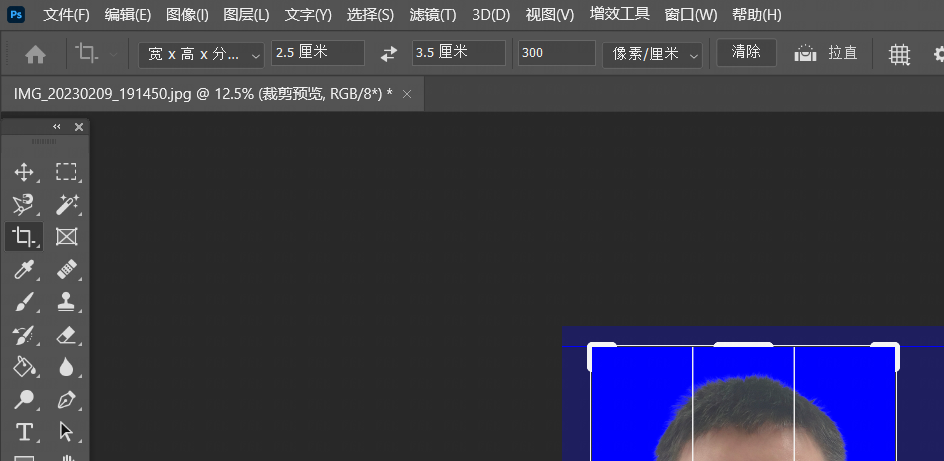 Ps 文件(F) 编辑(E) 图像(I) 图层(L) 文字(Y) 选择(S) 滤镜(T) 3D(D) 视图(V) 增效工具 窗口(W) 帮助(H)
宽 x 高 x 分... 2.5 厘米 3.5 厘米 300 像素/厘米 清除 拉直
IMG_20230209_191450.jpg @ 12.5% (裁剪预览, RGB/8*) *